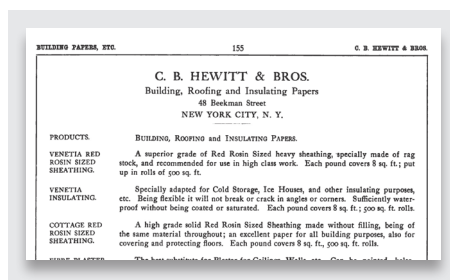 BUILDING PAPERS, ETC. 155 C. B. HEWITT & BROS.
C. B. HEWITT & BROS.
Building, Roofing and Insulating Papers
48 Beekman Street
NEW YORK CITY, N. Y.
PRODUCTS. BUILDING, ROOFING and INSULATING PAPERS.
VENETIA RED A superior grade of Red Rosin Sized heavy sheathing, specially made of rag
ROSIN SIZED stock, and recommended for use in high class work. Each pound covers 8 sq. ft.; put
SHEATHING. up in rolls of 500 sq. ft.
VENETIA Specially adapted for Cold Storage, Ice Houses, and other insulating purposes,
INSULATING. etc. Being flexible it will not break or crack in angles or corners. Sufficiently water-
proof without being coated or saturated. Each pound covers 8 sq. ft.; 500 sq. ft. rolls.
COTTAGE RED A high grade solid Red Rosin Sized Sheathing made without filling, being of
ROSIN SIZED the same material throughout; an excellent paper for all building purposes, also for
SHEATHING. covering and protecting floors. Each pound covers 8 sq. ft., 500 sq. ft. rolls.